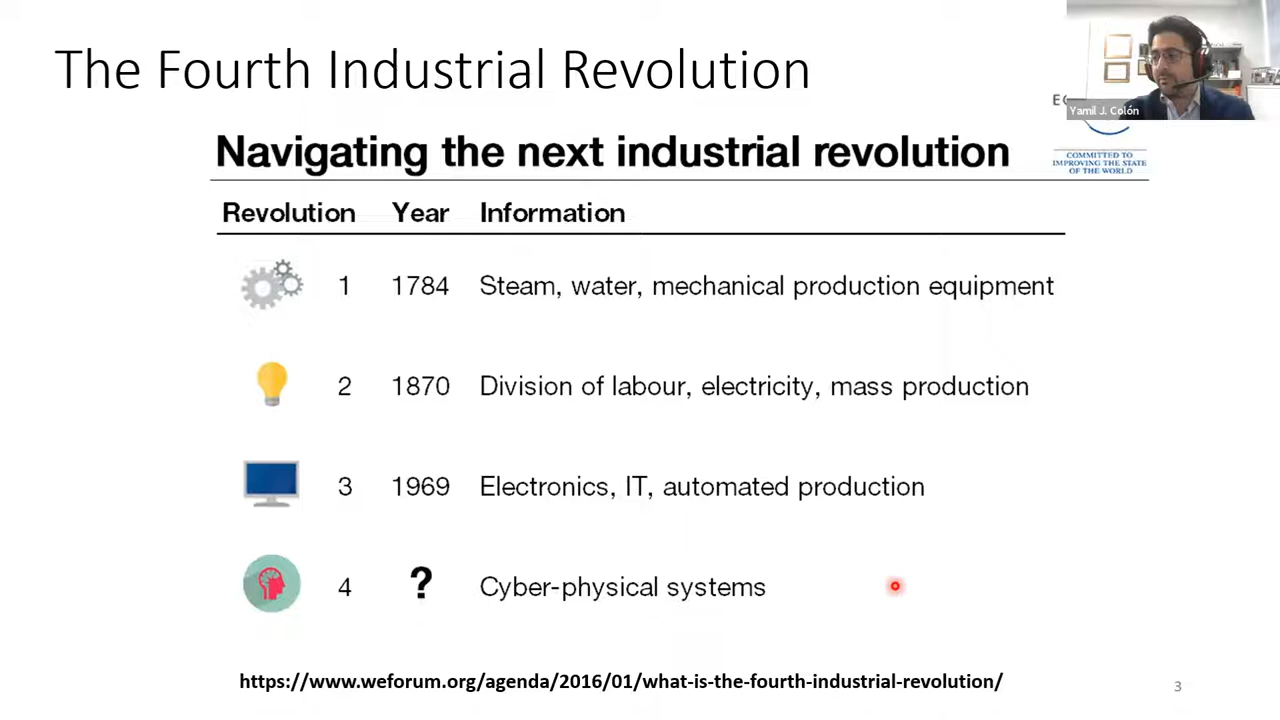 The Fourth Industrial Revolution
Yamil J. Colón
Navigating the next industrial revolution
COMMITTED TO
IMPROVING THE STATE
OF THE WORLD
Revolution Year Information
1 1784 Steam, water, mechanical production equipment
2 1870 Division of labour, electricity, mass production
3 1969 Electronics, IT, automated production
4 ? Cyber-physical systems
https://www.weforum.org/agenda/2016/01/what-is-the-fourth-industrial-revolution/
3